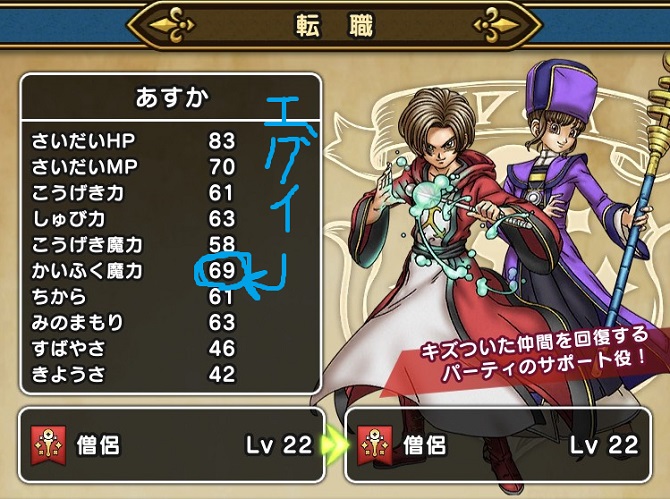 転職
あすか
さいだいHP 83
さいだいMP 70
こうげき力 61
しゅび力 63
こうげき魔力 58
かいふく魔力 69
ちから 61
みのまもり 63
すばやさ 46
きようさ 42
エグイ
キズついた仲間を回復する
パーティのサポート役！
僧侶 Lv 22
僧侶 Lv 22